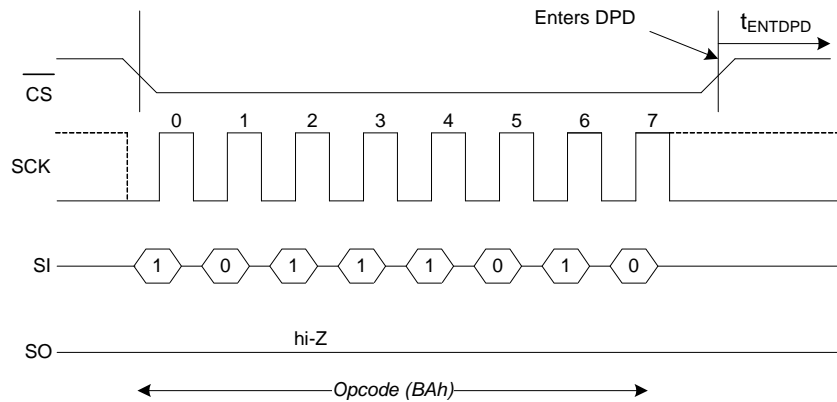 Enters DPD
tENTDPD
CS
0 1 2 3 4 5 6 7
SCK
SI 1 0 1 1 1 0 1 0
hi-Z
SO
Opcode (BAh)